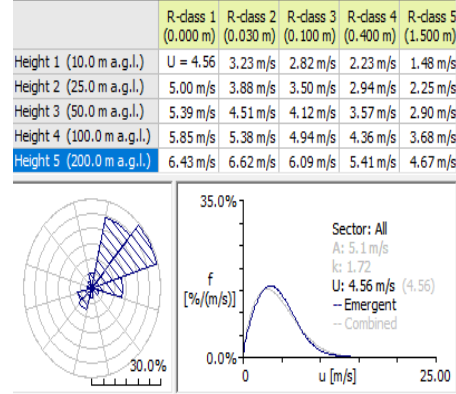 R-class 1 R-class 2 R-class 3 R-class 4 R-class 5
(0.000 m) (0.030 m) (0.100 m) (0.400 m) (1.500 m)
Height 1 (10.0 m a.g.l.) U = 4.56 3.23 m/s 2.82 m/s 2.23 m/s 1.48 m/s
Height 2 (25.0 m a.g.l.) 5.00 m/s 3.88 m/s 3.50 m/s 2.94 m/s 2.25 m/s
Height 3 (50.0 m a.g.l.) 5.39 m/s 4.51 m/s 4.12 m/s 3.57 m/s 2.90 m/s
Height 4 (100.0 m a.g.l.) 5.85 m/s 5.38 m/s 4.94 m/s 4.36 m/s 3.68 m/s
Height 5 (200.0 m a.g.l.) 6.43 m/s 6.62 m/s 6.09 m/s 5.41 m/s 4.67 m/s
30.0%
35.0%
Sector: All
A: 5.1 m/s
k: 1.72
U: 4.56 m/s (4.56)
-- Emergent
-- Combined
f
[%/(m/s)]
0.0%
0 u [m/s] 25.00